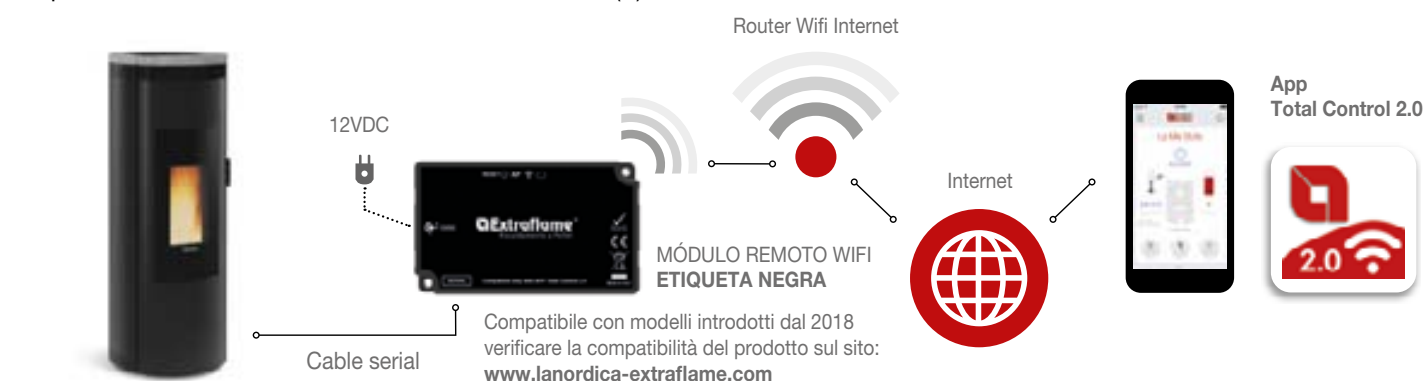 Router Wifi Internet
App
Total Control 2.0
12VDC
Internet
Extraflame
MÓDULO REMOTO WIFI
ETIQUETA NEGRA
2.0
Compatibile con modelli introdotti dal 2018
verificare la compatibilità del prodotto sul sito:
www.lanordica-extraflame.com
Cable serial